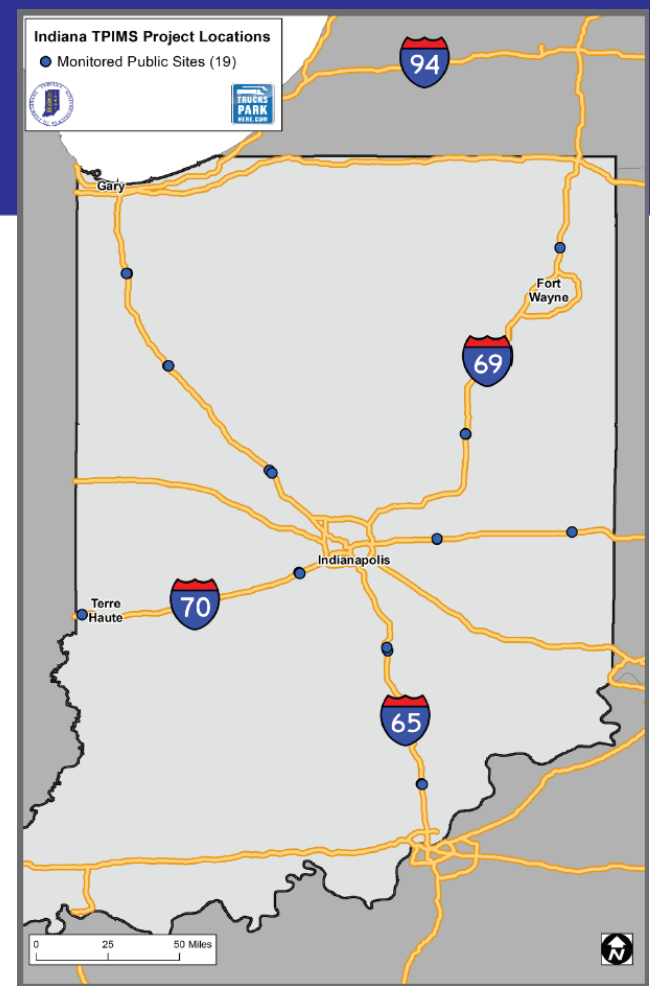 Indiana TPIMS Project Locations
Monitored Public Sites (19)
TRUCKS
PARK
HERE.COM
94
Gary
Fort
Wayne
69
Indianapolis
70
Terre
Haute
65
0 25 50 Miles
N